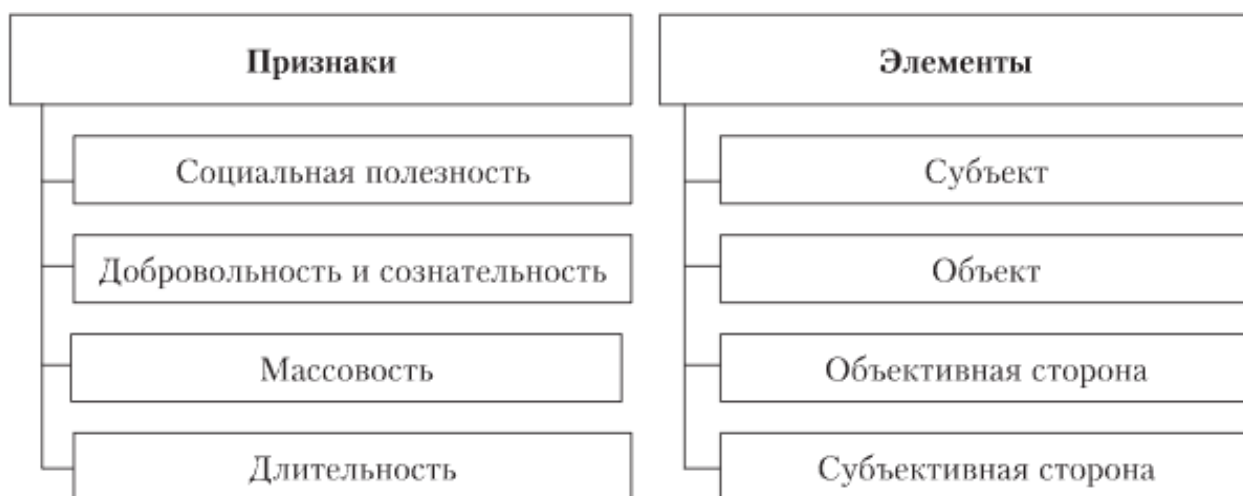 Признаки
Социальная полезность
Добровольность и сознательность
Массовость
Длительность
Элементы
Субъект
Объект
Объективная сторона
Субъективная сторона